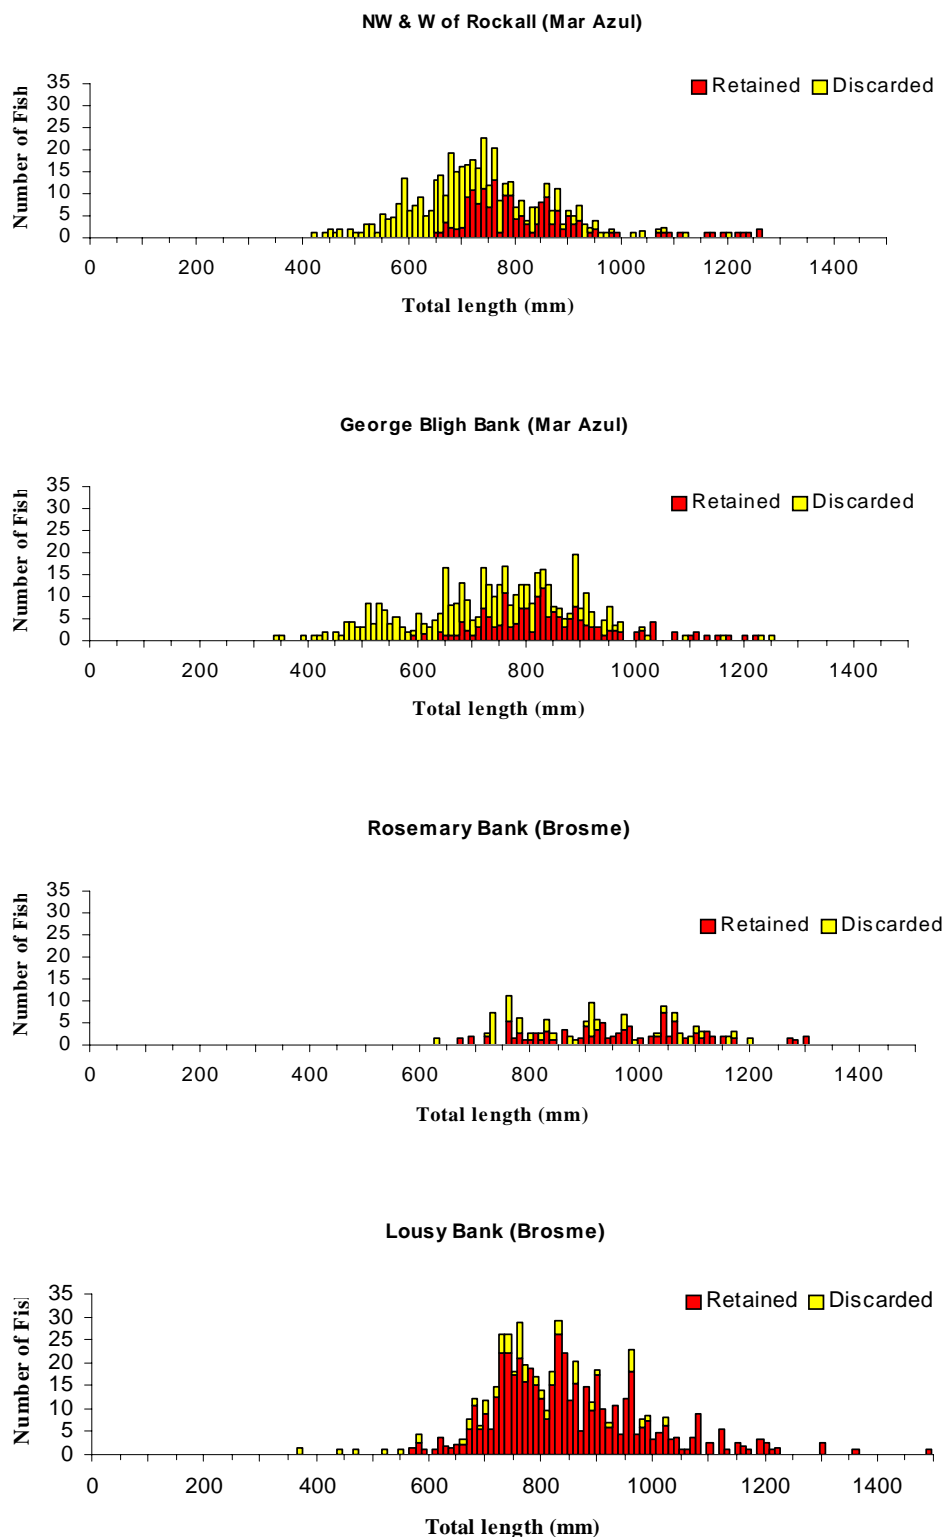 NW & W of Rockall (Mar Azul)
Retained Discarded
Number of Fish
35
30
25
20
15
10
5
0
0 200 400 600 800 1000 1200 1400
Total length (mm)
George Bligh Bank (Mar Azul)
Retained Discarded
Number of Fish
35
30
25
20
15
10
5
0
0 200 400 600 800 1000 1200 1400
Total length (mm)
Rosemary Bank (Brosme)
Retained Discarded
Number of Fish
35
30
25
20
15
10
5
0
0 200 400 600 800 1000 1200 1400
Total length (mm)
Lousy Bank (Brosme)
Retained Discarded
Number of Fis
35
30
25
20
15
10
5
0
0 200 400 600 800 1000 1200 1400
Total length (mm)